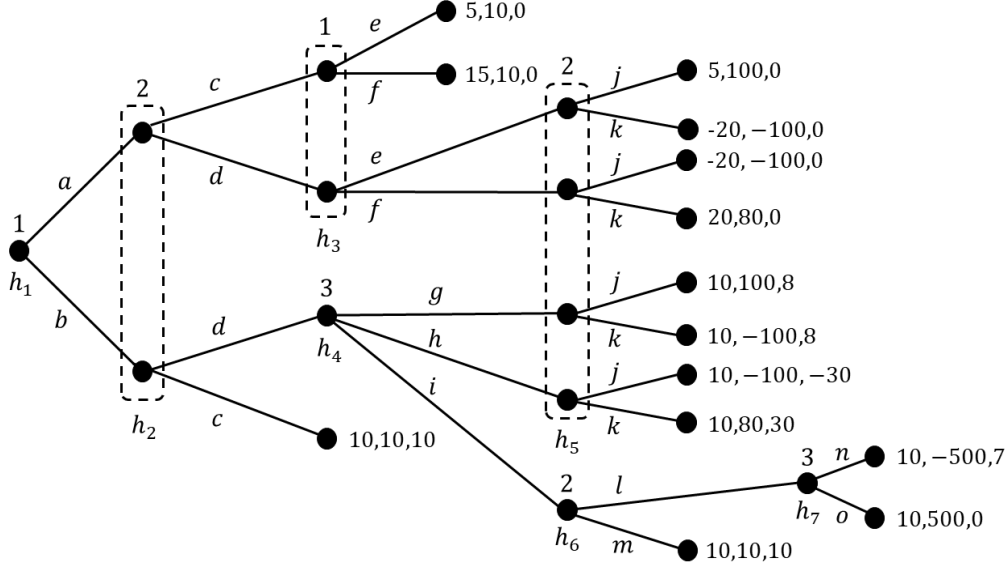 e
5,10,0
1
f
15,10,0
c
2
2
j
5,100,0
k
-20, −100,0
a
d
e
j
-20, −100,0
f
k
20,80,0
1
h₁
h₃
b
d
3
g
j
10,100,8
h₄
h
k
10, −100,8
i
j
10, −100, −30
h₂
c
k
10,80,30
10,10,10
h₅
2
l
3
n
10, −500,7
h₆
m
h₇
o
10,500,0
10,10,10